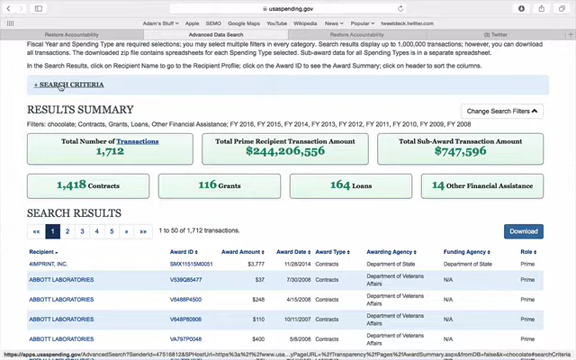 usaspending.gov
Adam's Stuff Apple SGMO Google Maps News Popular tweetdeck.twitter.com
Restore Accountability Advanced Data Search Restore Accountability (3) Twitter
Fiscal Year and Spending Type are required selections; you may select multiple filters in every category. Search results display up to 1,000,000 transactions; however, you can download
all transactions. The downloaded zip file contains spreadsheets for each Spending Type selected. Sub-award data for all Spending Types is in a separate spreadsheet.
In the Search Results, click on Recipient Name to go to the Recipient Profile; click on the Award ID to see the Award Summary; click on header to sort the columns.
+ SEARCH CRITERIA
RESULTS SUMMARY
Change Search Filters
Filters: chocolate; Contracts, Grants, Loans, Other Financial Assistance; FY 2016, FY 2015, FY 2014, FY 2013, FY 2012, FY 2011, FY 2010, FY 2009, FY 2008
Total Number of Transactions
1,712
Total Prime Recipient Transaction Amount
$244,206,556
Total Sub-Award Transaction Amount
$747,596
1,418 Contracts
116 Grants
164 Loans
14 Other Financial Assistance
SEARCH RESULTS
«« 1 2 3 4 5 » »» 1 to 50 of 1,712 transactions.
Download
Recipient Award ID Award Amount Award Date Award Type Awarding Agency Funding Agency Role
4IMPRINT, INC. SMX1515M0051 $3,777 11/28/2014 Contracts Department of State Department of State Prime
ABBOTT LABORATORIES V539Q85477 $37 7/30/2008 Contracts Department of Veterans Affairs N/A Prime
ABBOTT LABORATORIES V648BP4500 $248 4/15/2008 Contracts Department of Veterans Affairs N/A Prime
ABBOTT LABORATORIES $110 10/11/2007 Contracts Department of Veterans Affairs N/A Prime
ABBOTT LABORATORIES V797AP0048 $400 5/8/2008 Contracts Department of Veterans N/A Prime